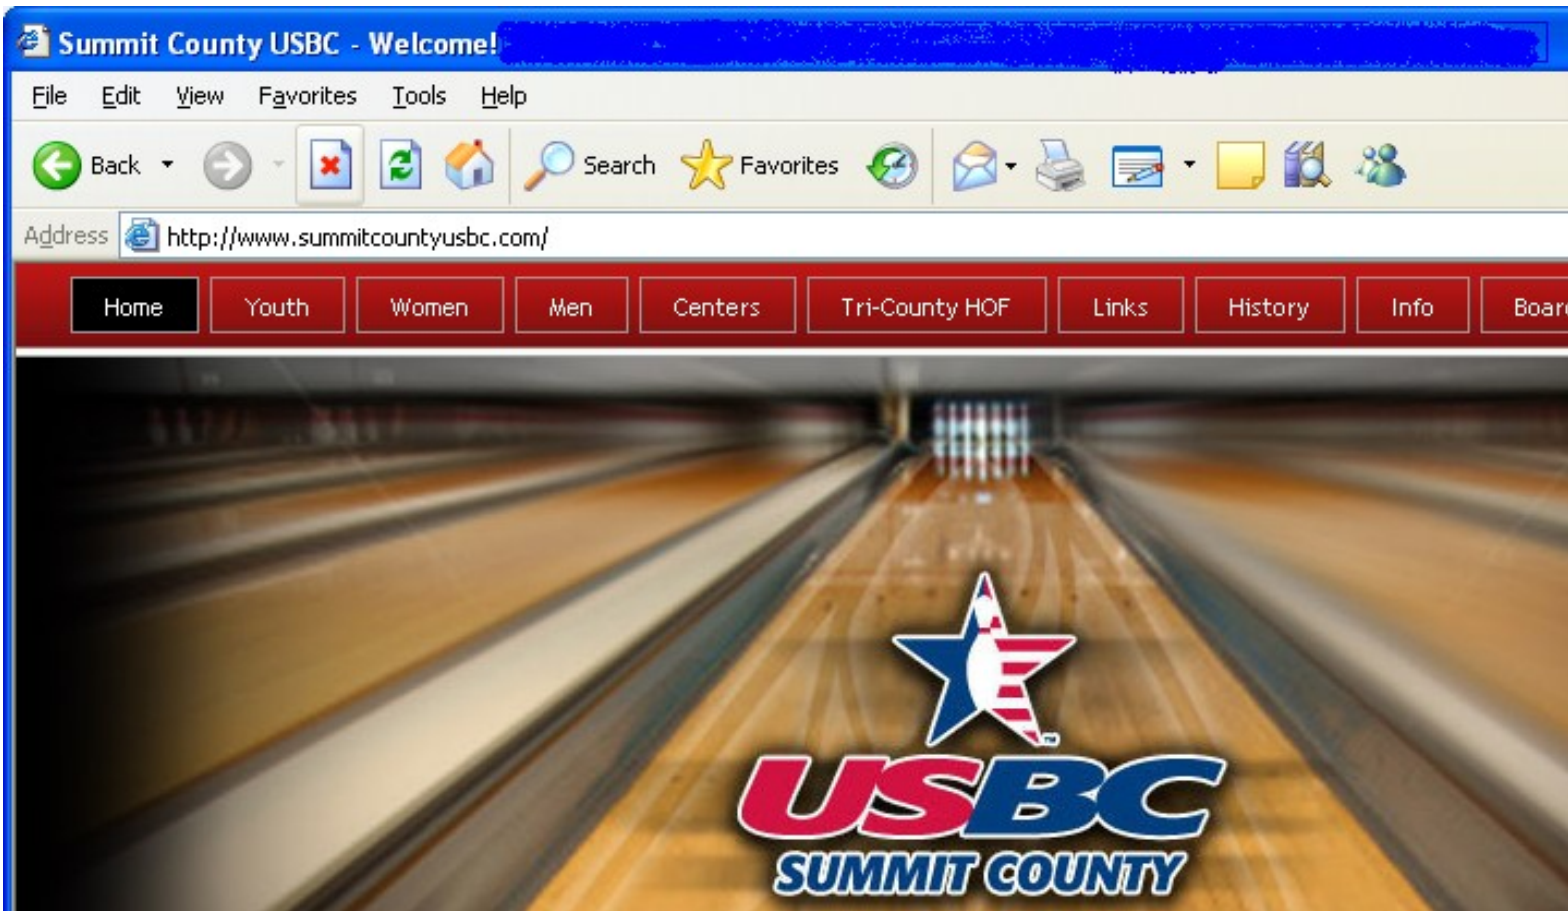 Summit County USBC - Welcome!
File Edit View Favorites Tools Help
Back Search Favorites
Address http://www.summitcountyusbc.com/
Home Youth Women Men Centers Tri-County HOF Links History Info
USBC
SUMMIT COUNTY